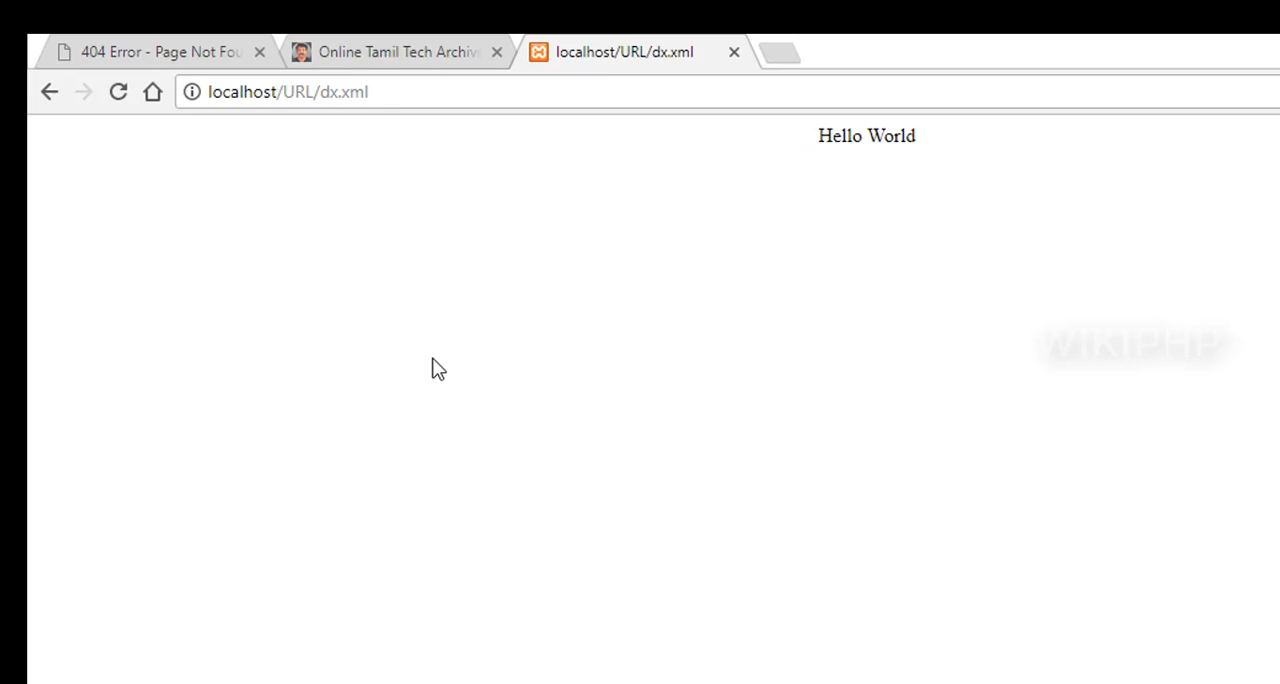 404 Error - Page Not Fou
Online Tamil Tech Archiv
localhost/URL/dx.xml
localhost/URL/dx.xml
Hello World
WIKIPHP